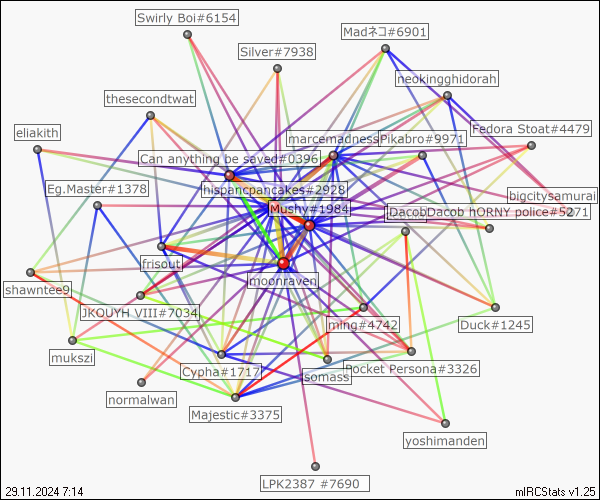 Swirly Boi#6154
Madネコ#6901
Silver#7938
neokingghidorah
thesecondtwat
eliakith
marcemadness
Pikabro#9971
Fedora Stoat#4479
Can anything be saved#0396
Eg.Master#1378
hispanicpancakes#2928
bigcitysamurai
Mushy#1984
Dacob
Dacob hORNY police#5271
frisout
moonraven
shawntee9
JKOUYH VIII#7034
ming#4742
Duck#1245
mukszi
Cypha#1717
somass
Pocket Persona#3326
normalwan
Majestic#3375
yoshimanden
LPK2387 #7690
29.11.2024 7:14
mIRCStats v1.25